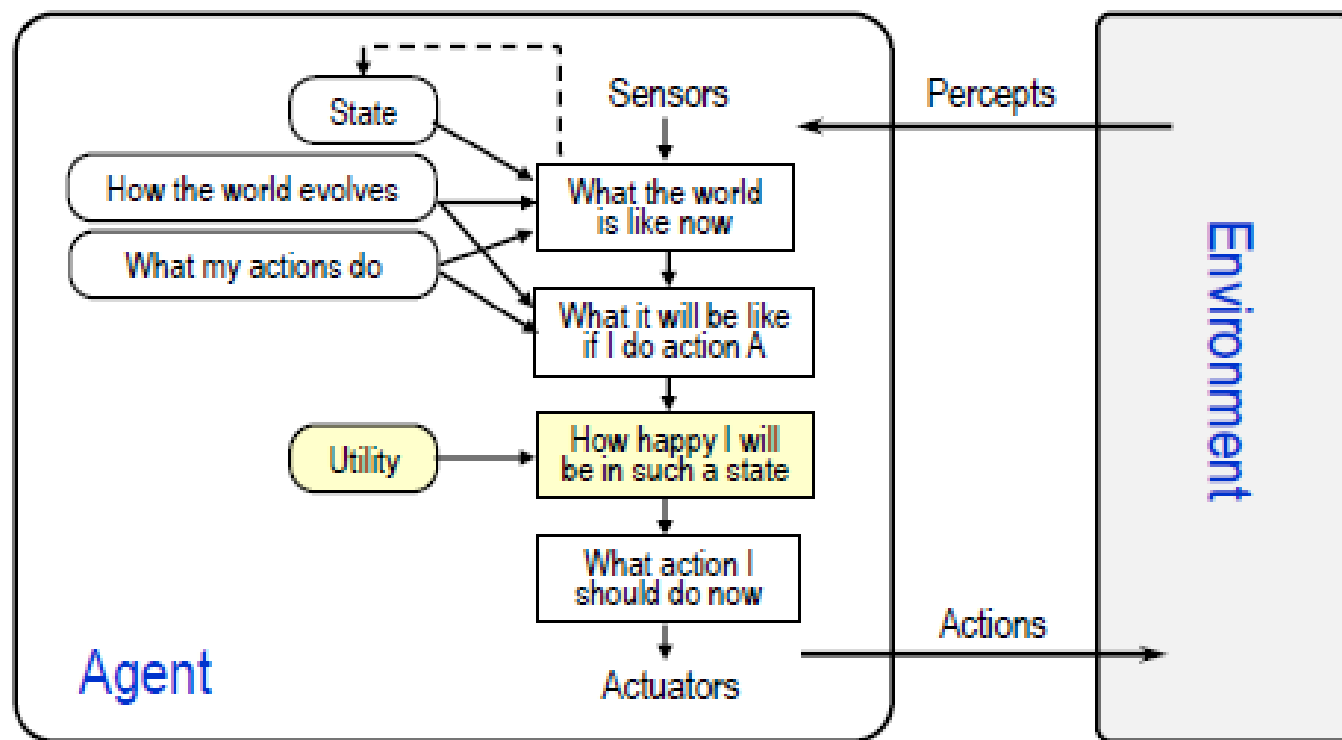 State
Sensors
Percepts
How the world evolves
What the world
is like now
What my actions do
What it will be like
if I do action A
Utility
How happy I will
be in such a state
What action I
should do now
Actions
Actuators
Agent
Environment